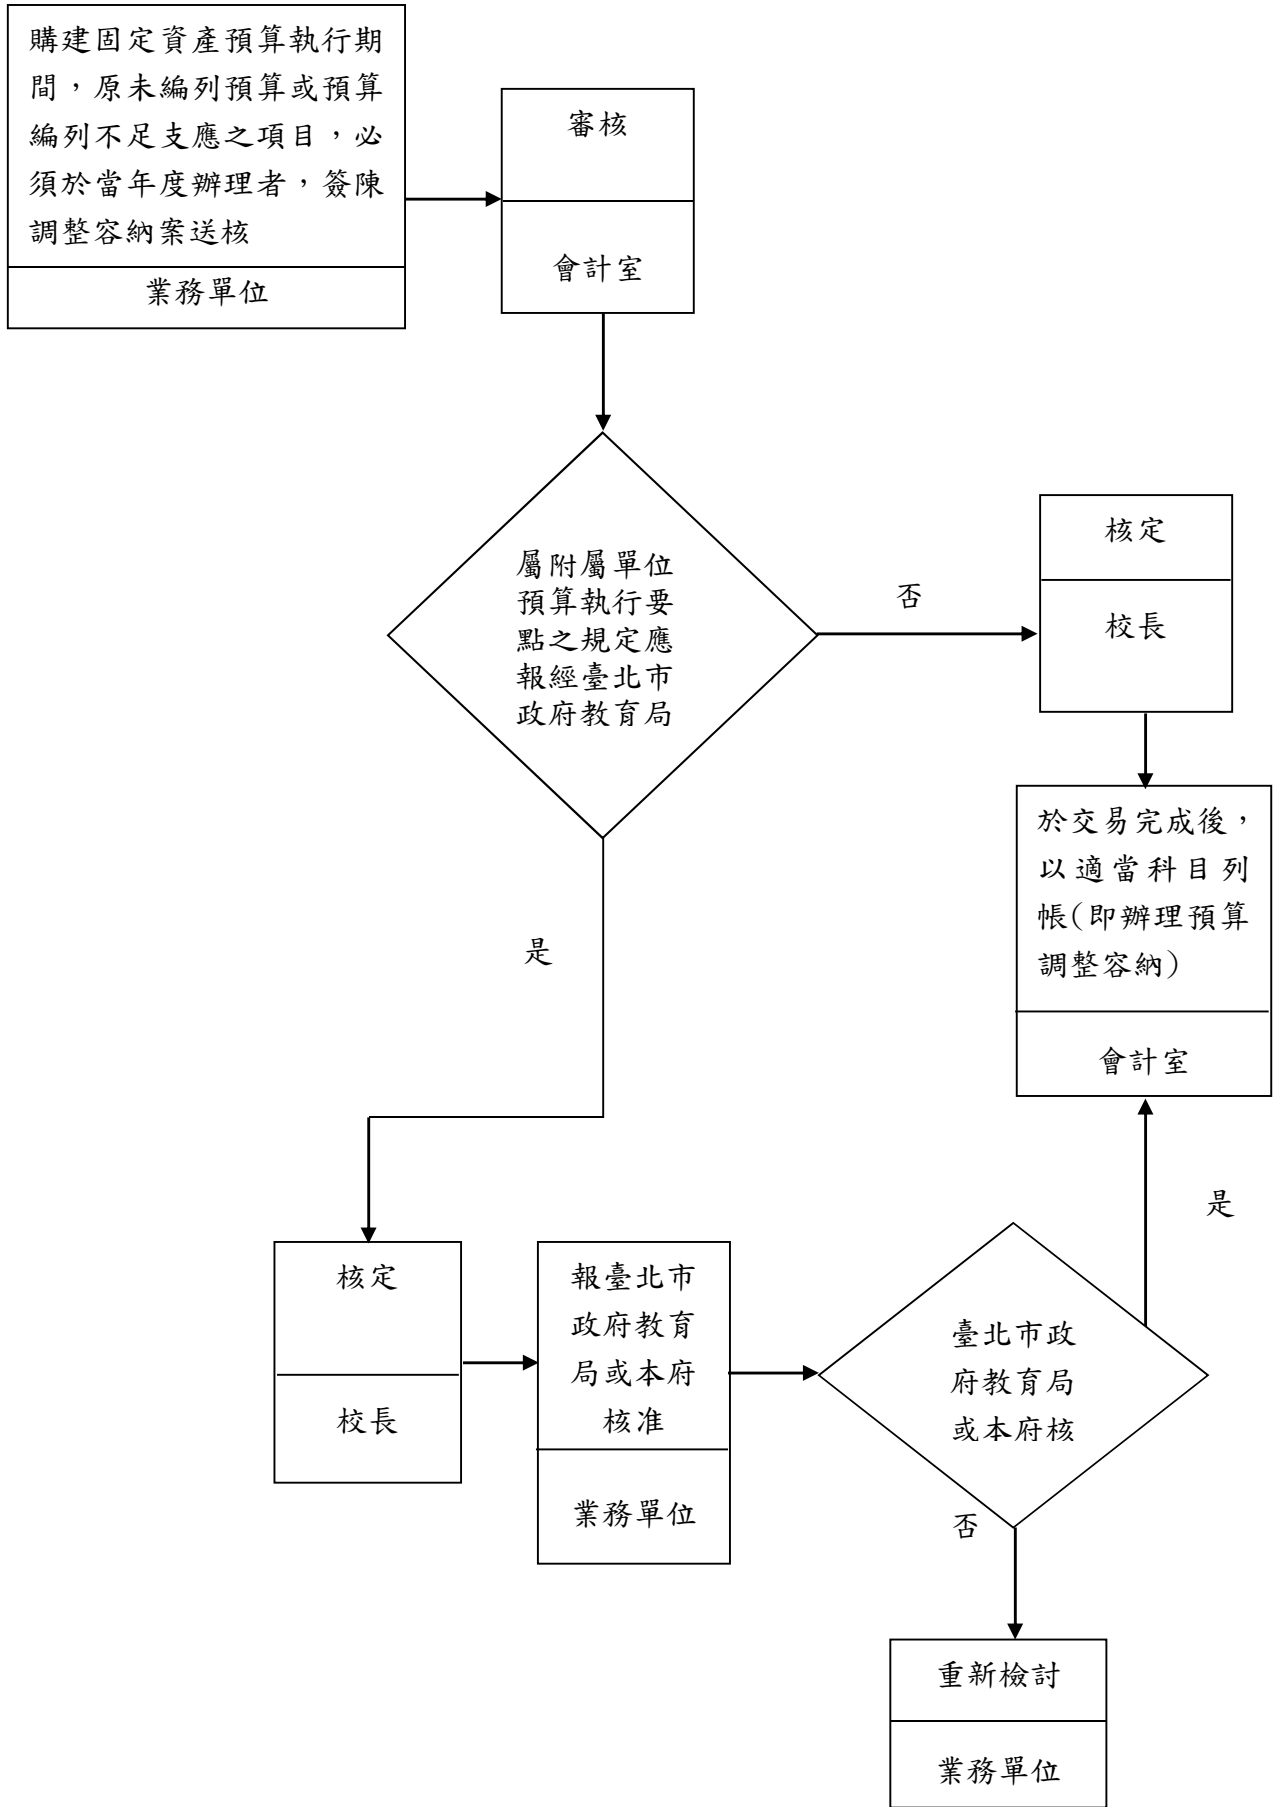 購建固定資產預算執行期
間，原未編列預算或預算
編列不足支應之項目，必
須於當年度辦理者，簽陳
調整容納案送核
業務單位
審核
會計室
屬附屬單位
預算執行要
點之規定應
報經臺北市
政府教育局
否
核定
校長
於交易完成後，
以適當科目列
帳(即辦理預算
調整容納)
會計室
是
是
核定
校長
報臺北市
政府教育
局或本府
核准
業務單位
臺北市政
府教育局
或本府核
否
重新檢討
業務單位